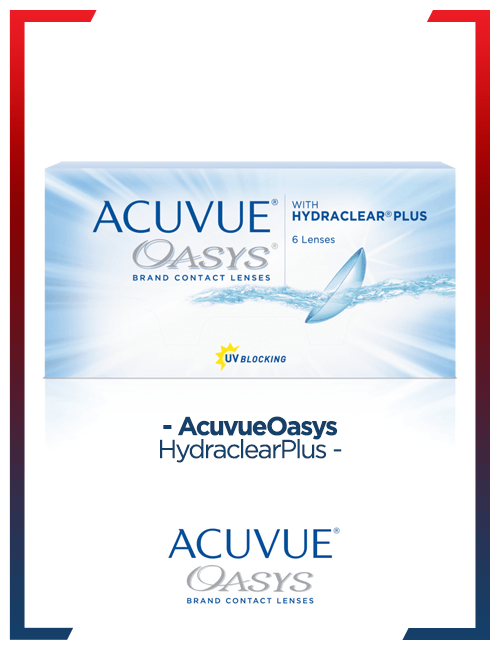 ACUVUE®
OASYS®
BRAND CONTACT LENSES
WITH
HYDRACLEAR® PLUS
6 Lenses
UV BLOCKING
- AcuvueOasys
HydraclearPlus -
ACUVUE®
OASYS
BRAND CONTACT LENSES